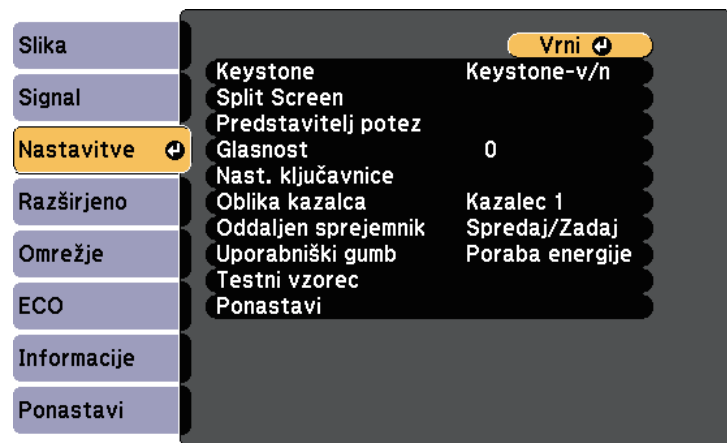 Slika
Signal
Nastavitve
Razširjeno
Omrežje
ECO
Informacije
Ponastavi
Vrni
Keystone Keystone-v/n
Split Screen
Predstavitelj potez
Glasnost 0
Nast. ključavnice
Oblika kazalca Kazalec 1
Oddaljen sprejemnik Spredaj/Zadaj
Uporabniški gumb Poraba energije
Testni vzorec
Ponastavi